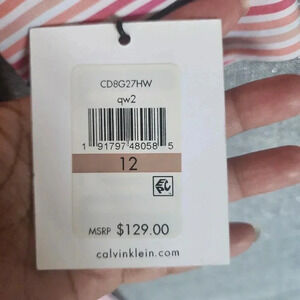 CD8G27HW
qw2
1 91797 48058 5
12
MSRP $129.00
calvinklein.com